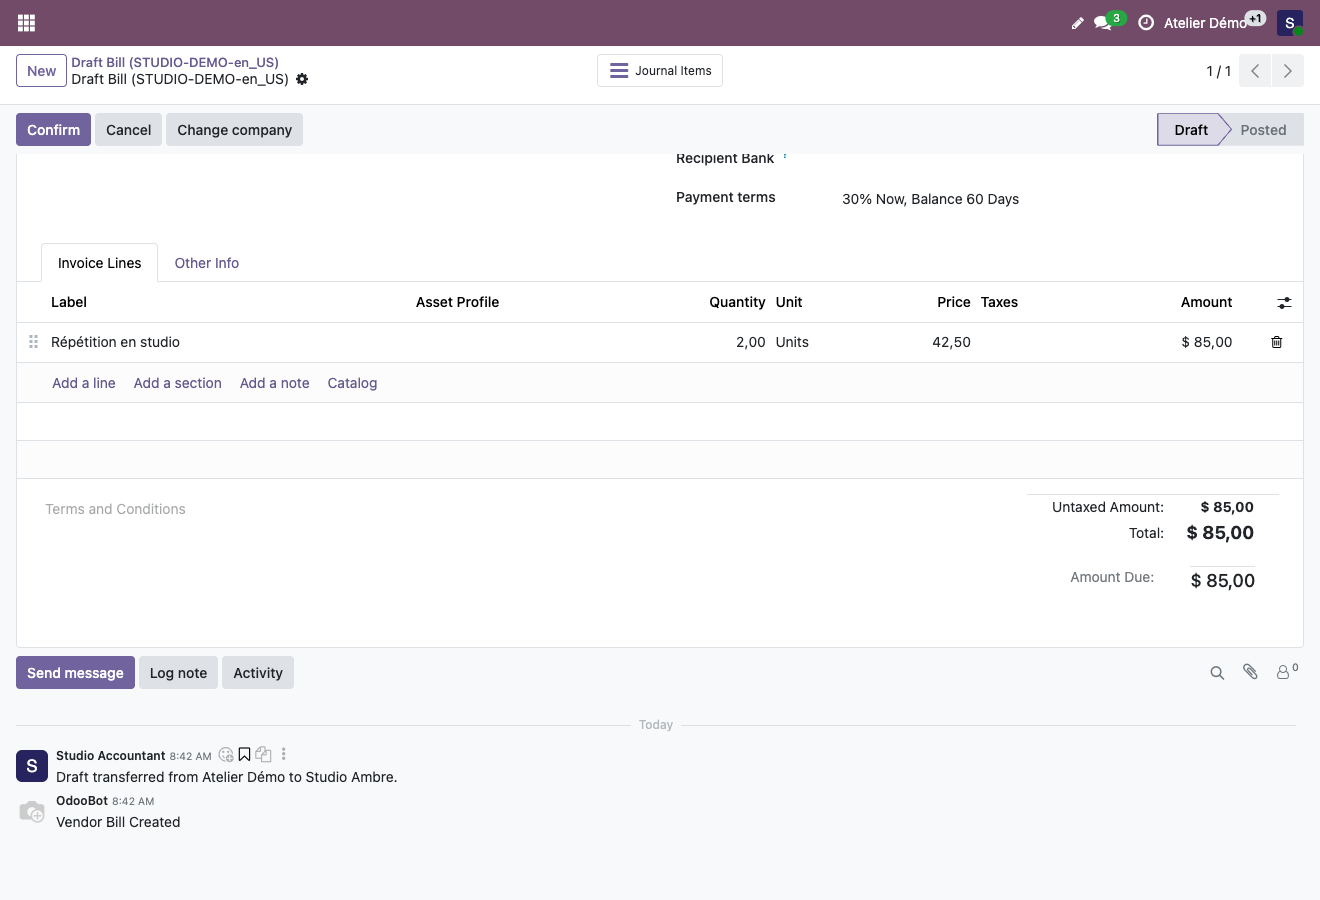 3
Atelier Démo
+1
S
New
Draft Bill (STUDIO-DEMO-en_US)
Draft Bill (STUDIO-DEMO-en_US)
Journal Items
1 / 1
Confirm
Cancel
Change company
Draft
Posted
Recipient Bank ?
Payment terms
30% Now, Balance 60 Days
Invoice Lines
Other Info
Label
Asset Profile
Quantity
Unit
Price
Taxes
Amount
Répétition en studio
2,00
Units
42,50
$ 85,00
Add a line
Add a section
Add a note
Catalog
Terms and Conditions
Untaxed Amount: $ 85,00
Total: $ 85,00
Amount Due: $ 85,00
Send message
Log note
Activity
0
Today
S
Studio Accountant 8:42 AM
Draft transferred from Atelier Démo to Studio Ambre.
OdooBot 8:42 AM
Vendor Bill Created